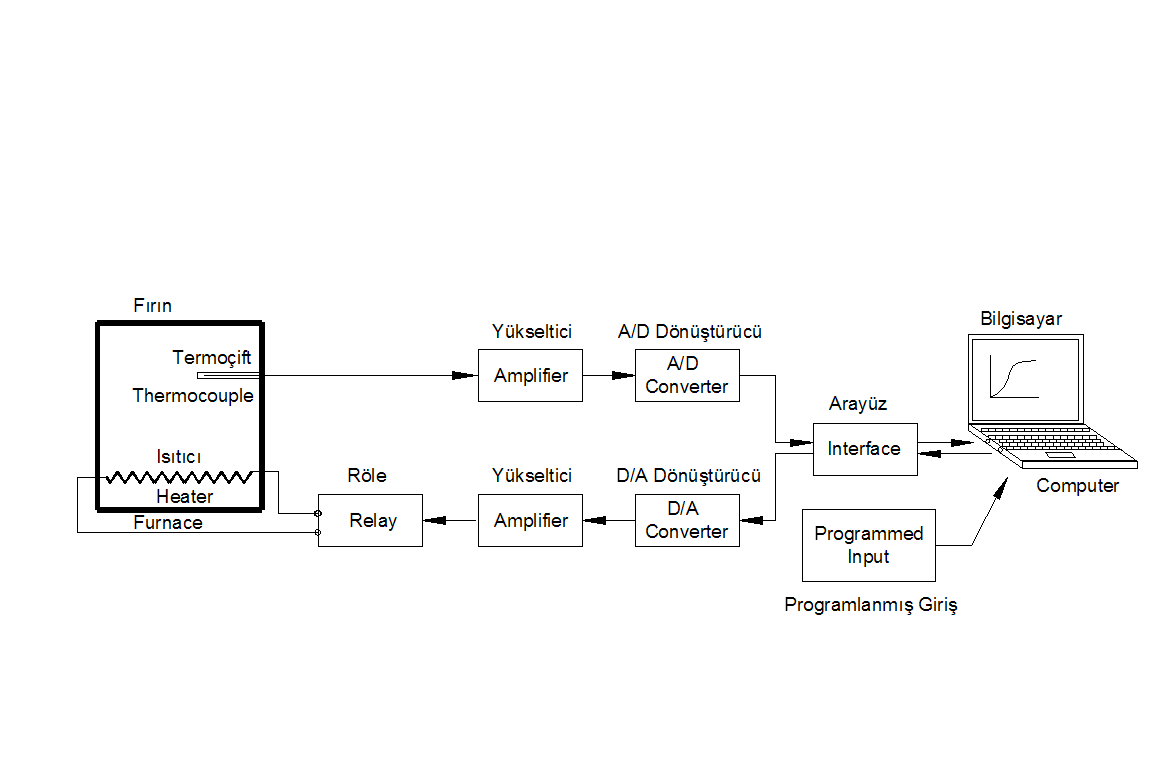 Fırın
Termoçift
Thermocouple
Isıtıcı
Heater
Furnace
Röle
Relay
Yükseltici
Amplifier
A/D Dönüştürücü
A/D
Converter
Yükseltici
Amplifier
D/A Dönüştürücü
D/A
Converter
Arayüz
Interface
Bilgisayar
Computer
Programmed
Input
Programlanmış Giriş